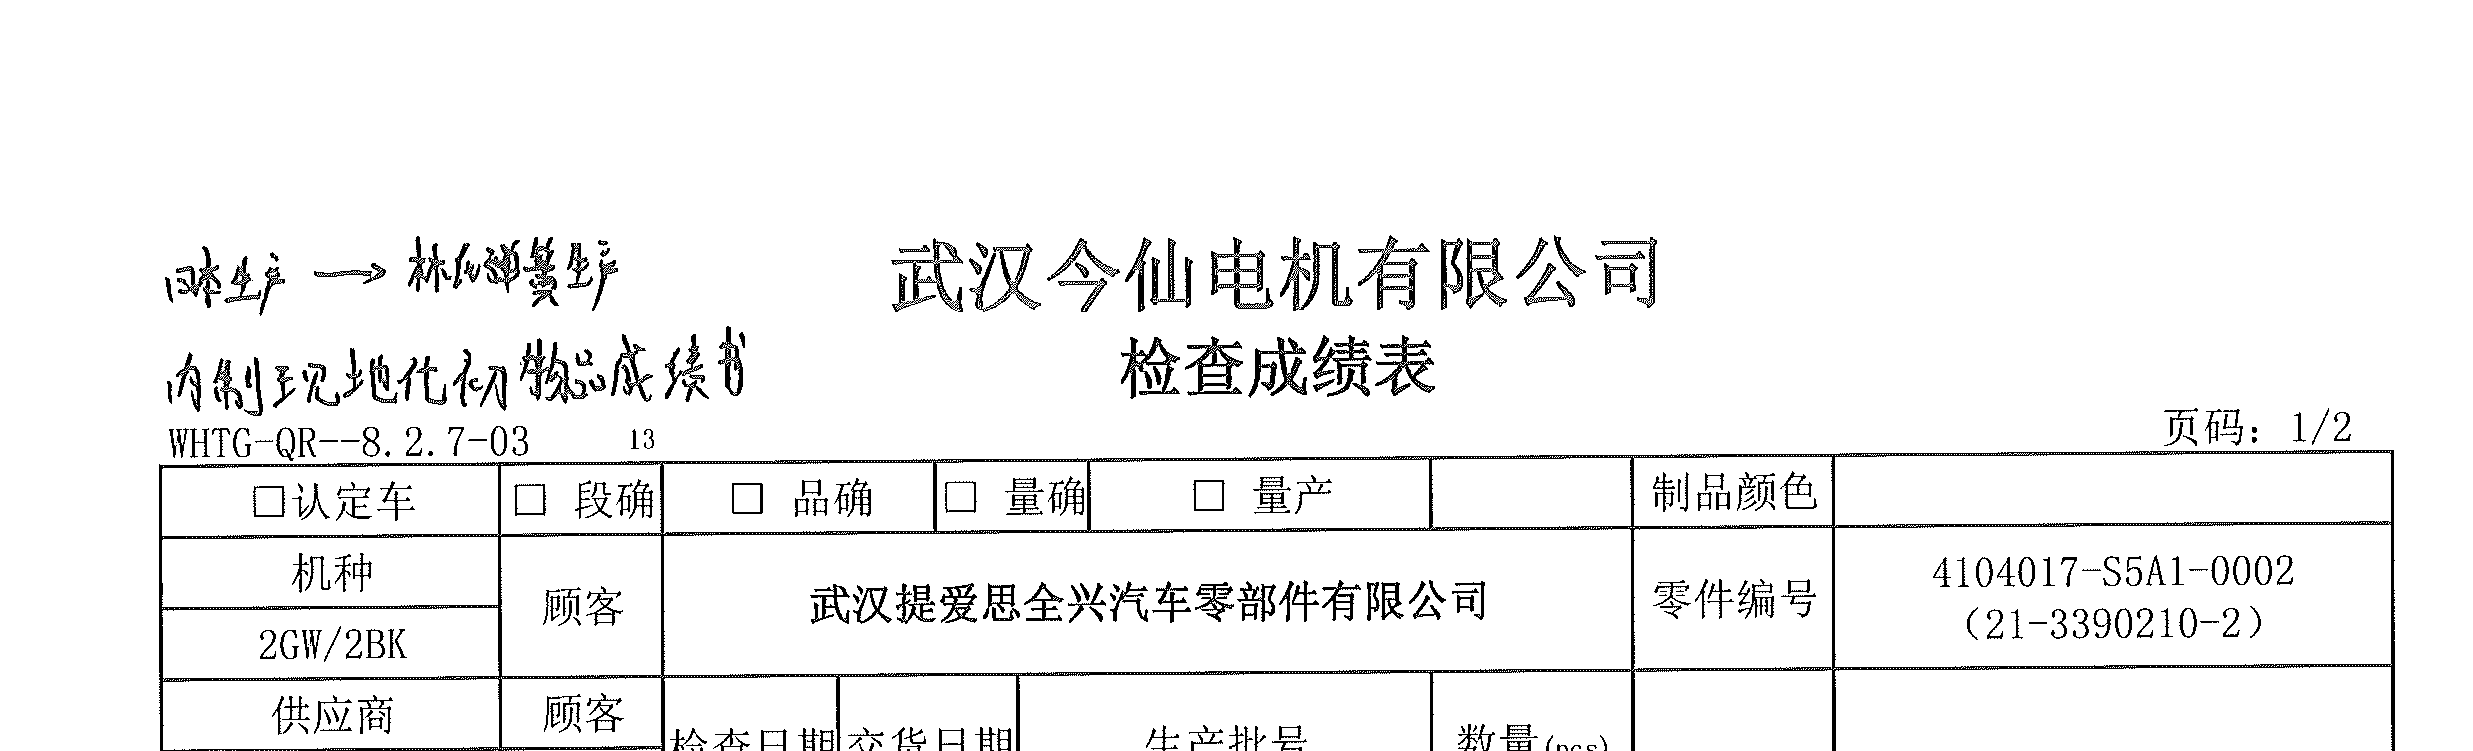 日本生产 → 林氏弹簧生产
武汉今仙电机有限公司
内制现地化初物品成绩书
检查成绩表
WHTG-QR--8.2.7-03 13
页码：1/2
□认定车 □ 段确 □ 品确 □ 量确 □ 量产 制品颜色
机种
顾客 武汉提爱思全兴汽车零部件有限公司 零件编号
4104017-S5A1-0002
（21-3390210-2）
2GW/2BK
供应商 顾客
检查日期 交货日期 生产批号 数量(pcs)